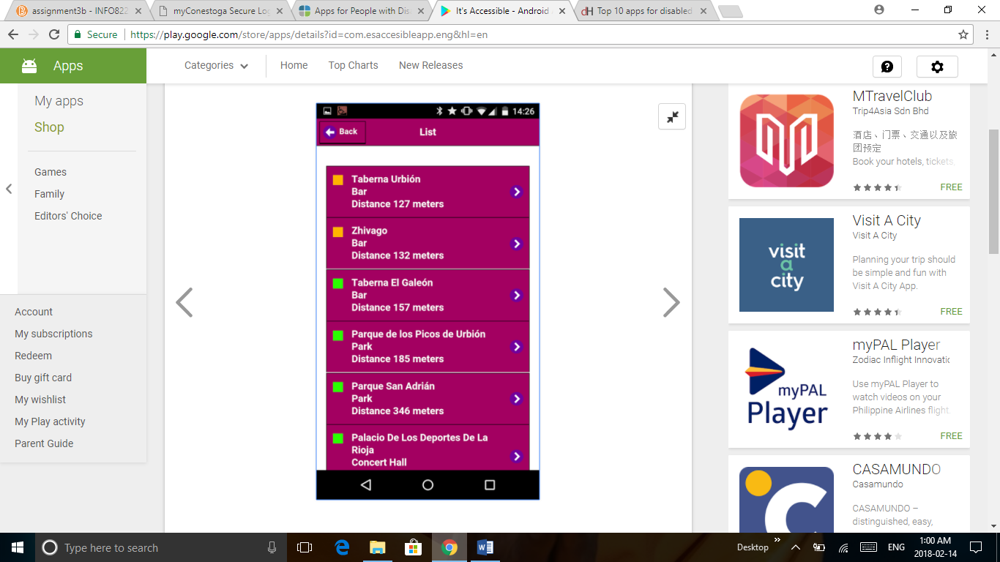 assignment3b - INFO822
myConestoga Secure Lo
Apps for People with Dis
It's Accessible - Android
Top 10 apps for disabled
Secure
https://play.google.com/store/apps/details?id=com.esaccesibleapp.eng&hl=en
Apps
Categories
Home
Top Charts
New Releases
My apps
Shop
Games
Family
Editors' Choice
Account
My subscriptions
Redeem
Buy gift card
My wishlist
My Play activity
Parent Guide
14:26
Back
List
Taberna Urbión
Bar
Distance 127 meters
Zhivago
Bar
Distance 132 meters
Taberna El Galeón
Bar
Distance 157 meters
Parque de los Picos de Urbión
Park
Distance 185 meters
Parque San Adrián
Park
Distance 346 meters
Palacio De Los Deportes De La
Rioja
Concert Hall
MTravelClub
Trip4Asia Sdn Bhd
酒店、门票、交通以及旅
团预定
Book your hotels, tickets,
FREE
visit
a
city
Visit A City
Visit A City
Planning your trip should
be simple and fun with
Visit A City App.
FREE
myPAL
Player
myPAL Player
Zodiac Inflight Innovatic
Use myPAL Player to
watch videos on your
Philippine Airlines flight.
FREE
CASAMUNDO
Casamundo
CASAMUNDO –
distinguished, easy,
Type here to search
Desktop
ENG
1:00 AM
2018-02-14